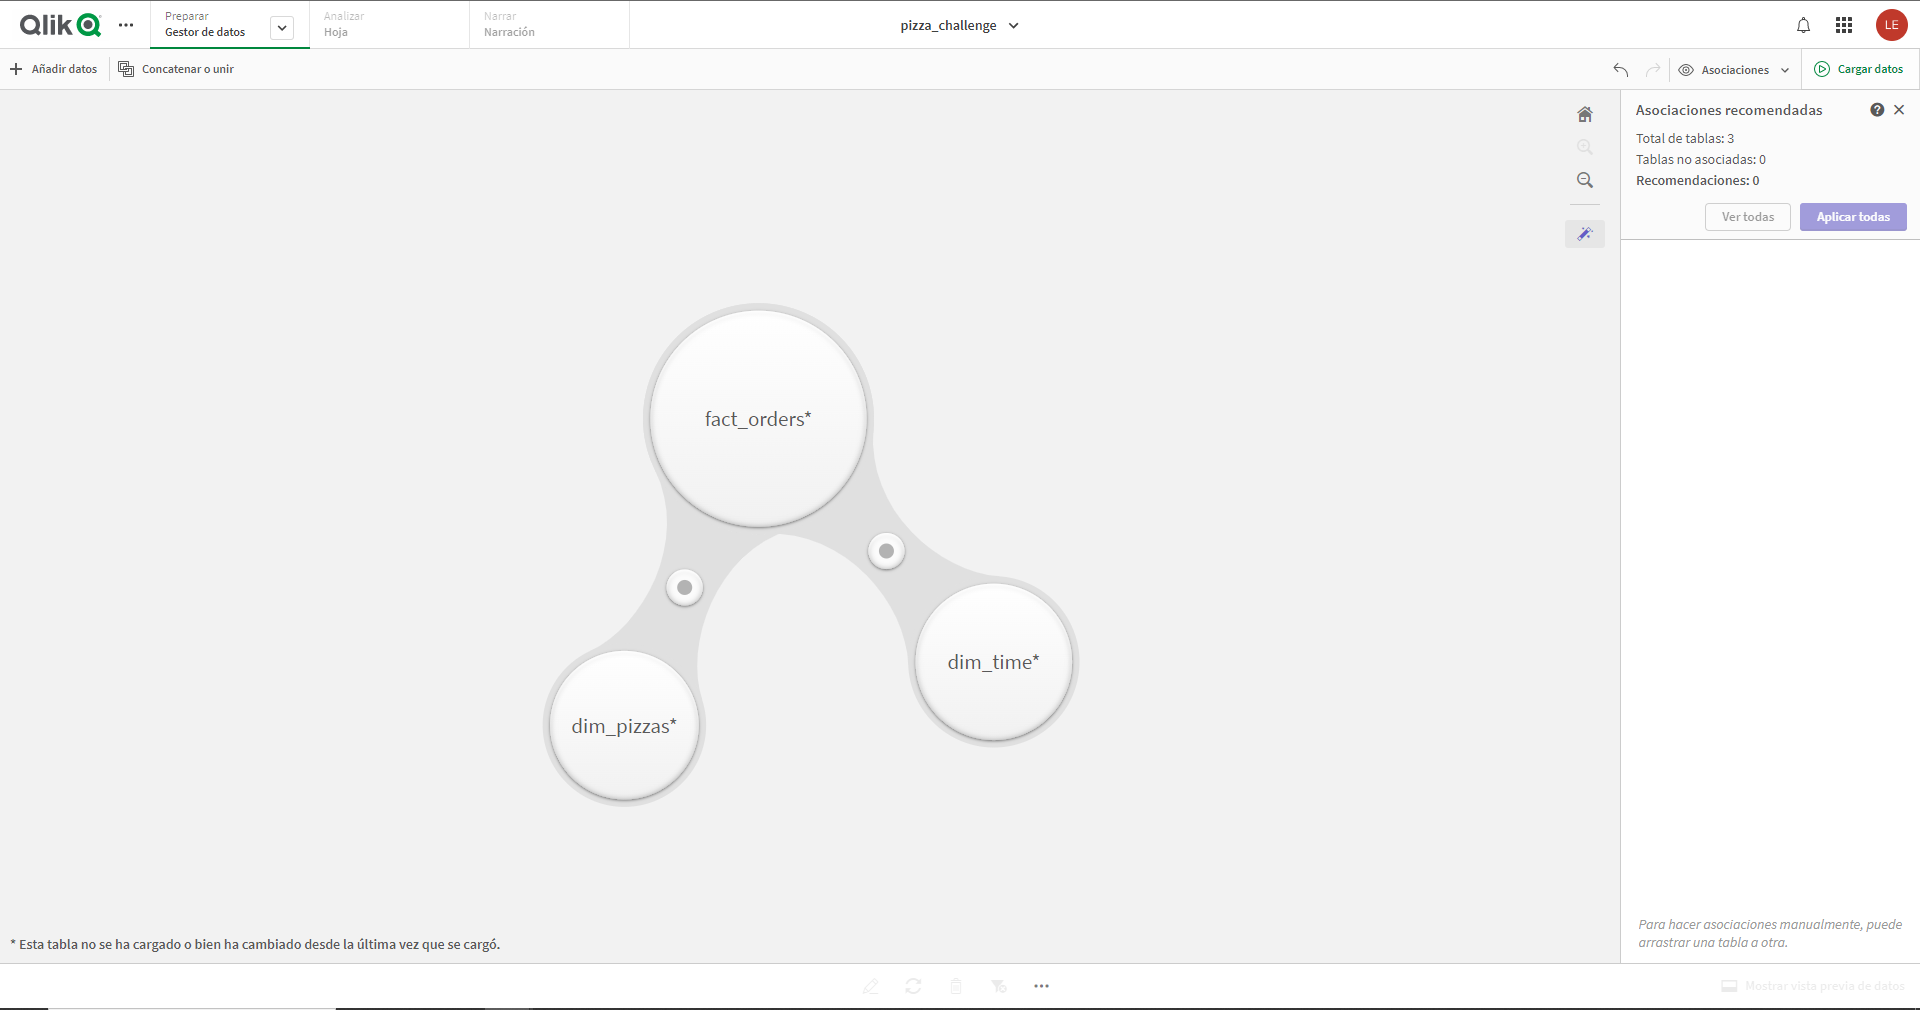 Qlik
Preparar
Gestor de datos
Analizar
Hoja
Narrar
Narración
pizza_challenge
LE
Añadir datos
Concatenar o unir
Asociaciones
Cargar datos
Asociaciones recomendadas
Total de tablas: 3
Tablas no asociadas: 0
Recomendaciones: 0
Ver todas
Aplicar todas
fact_orders*
dim_time*
dim_pizzas*
Para hacer asociaciones manualmente, puede
arrastrar una tabla a otra.
* Esta tabla no se ha cargado o bien ha cambiado desde la última vez que se cargó.
Mostrar vista previa de datos